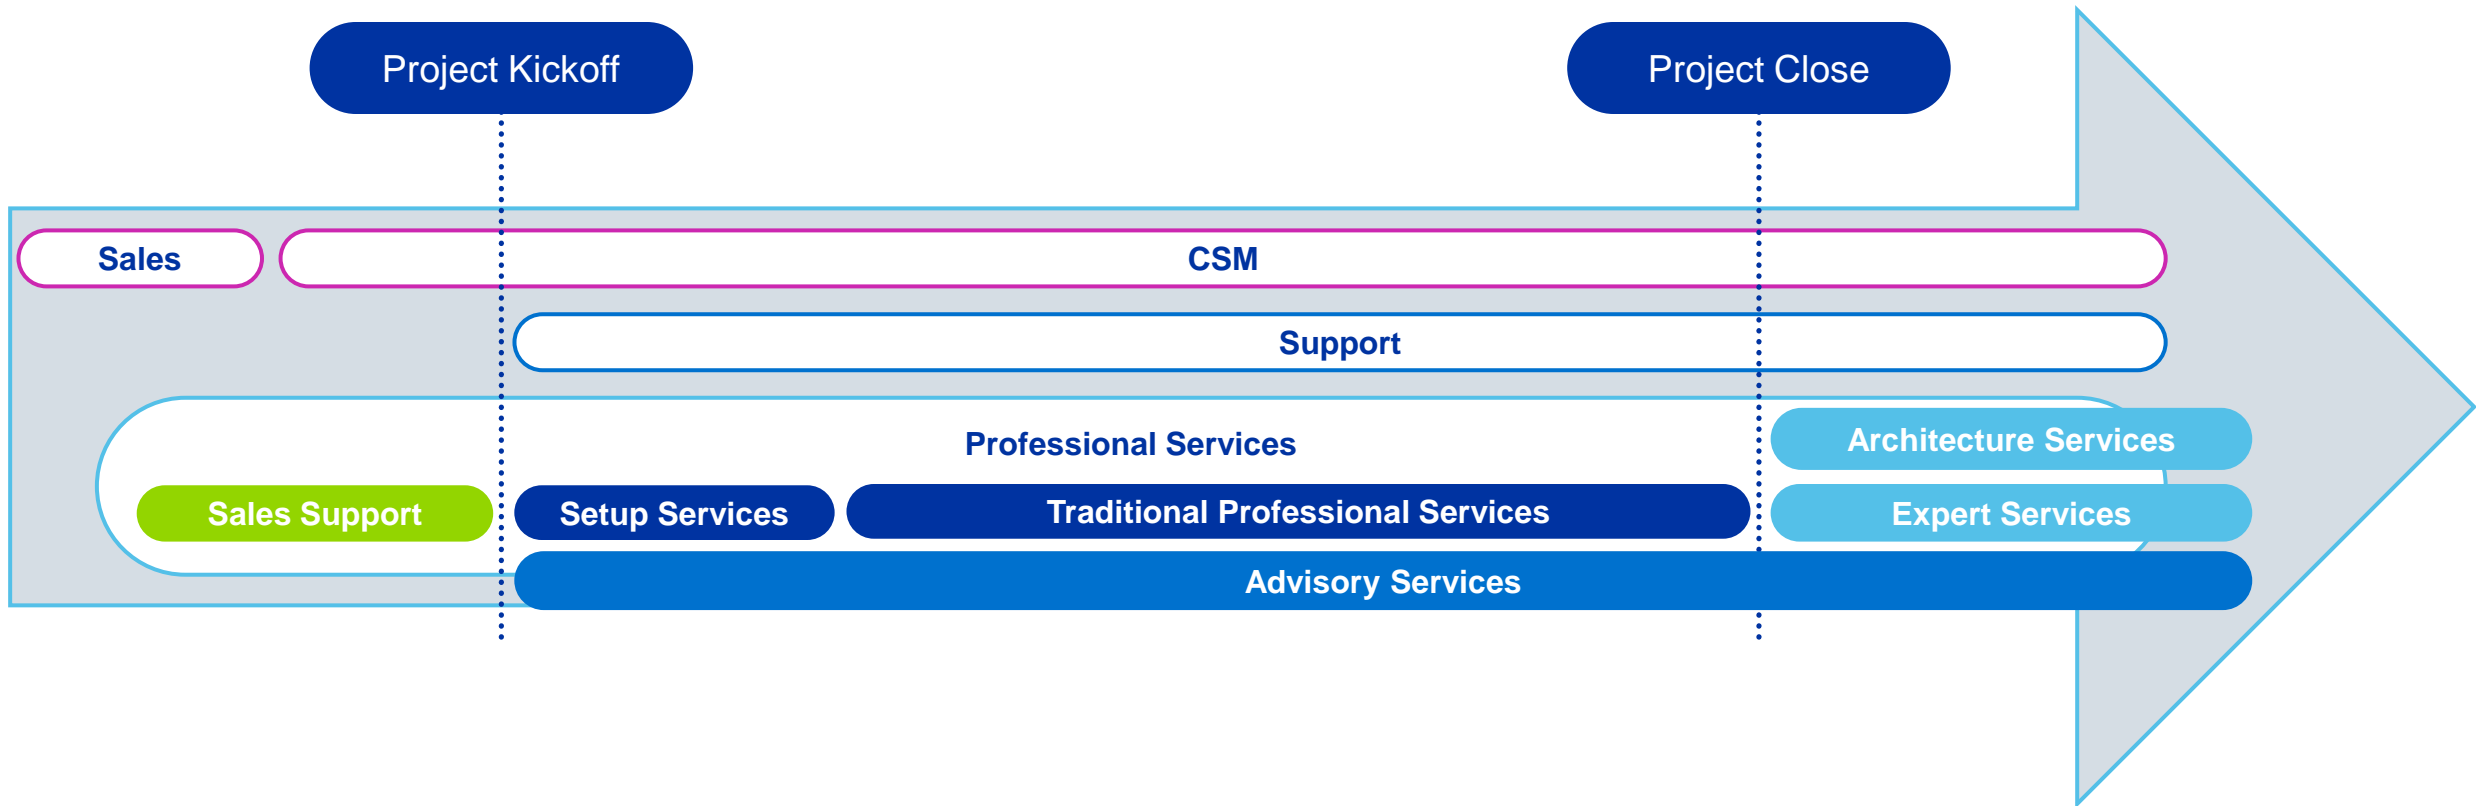 Project Kickoff
Project Close
Sales
CSM
Support
Professional Services
Architecture Services
Sales Support
Setup Services
Traditional Professional Services
Expert Services
Advisory Services